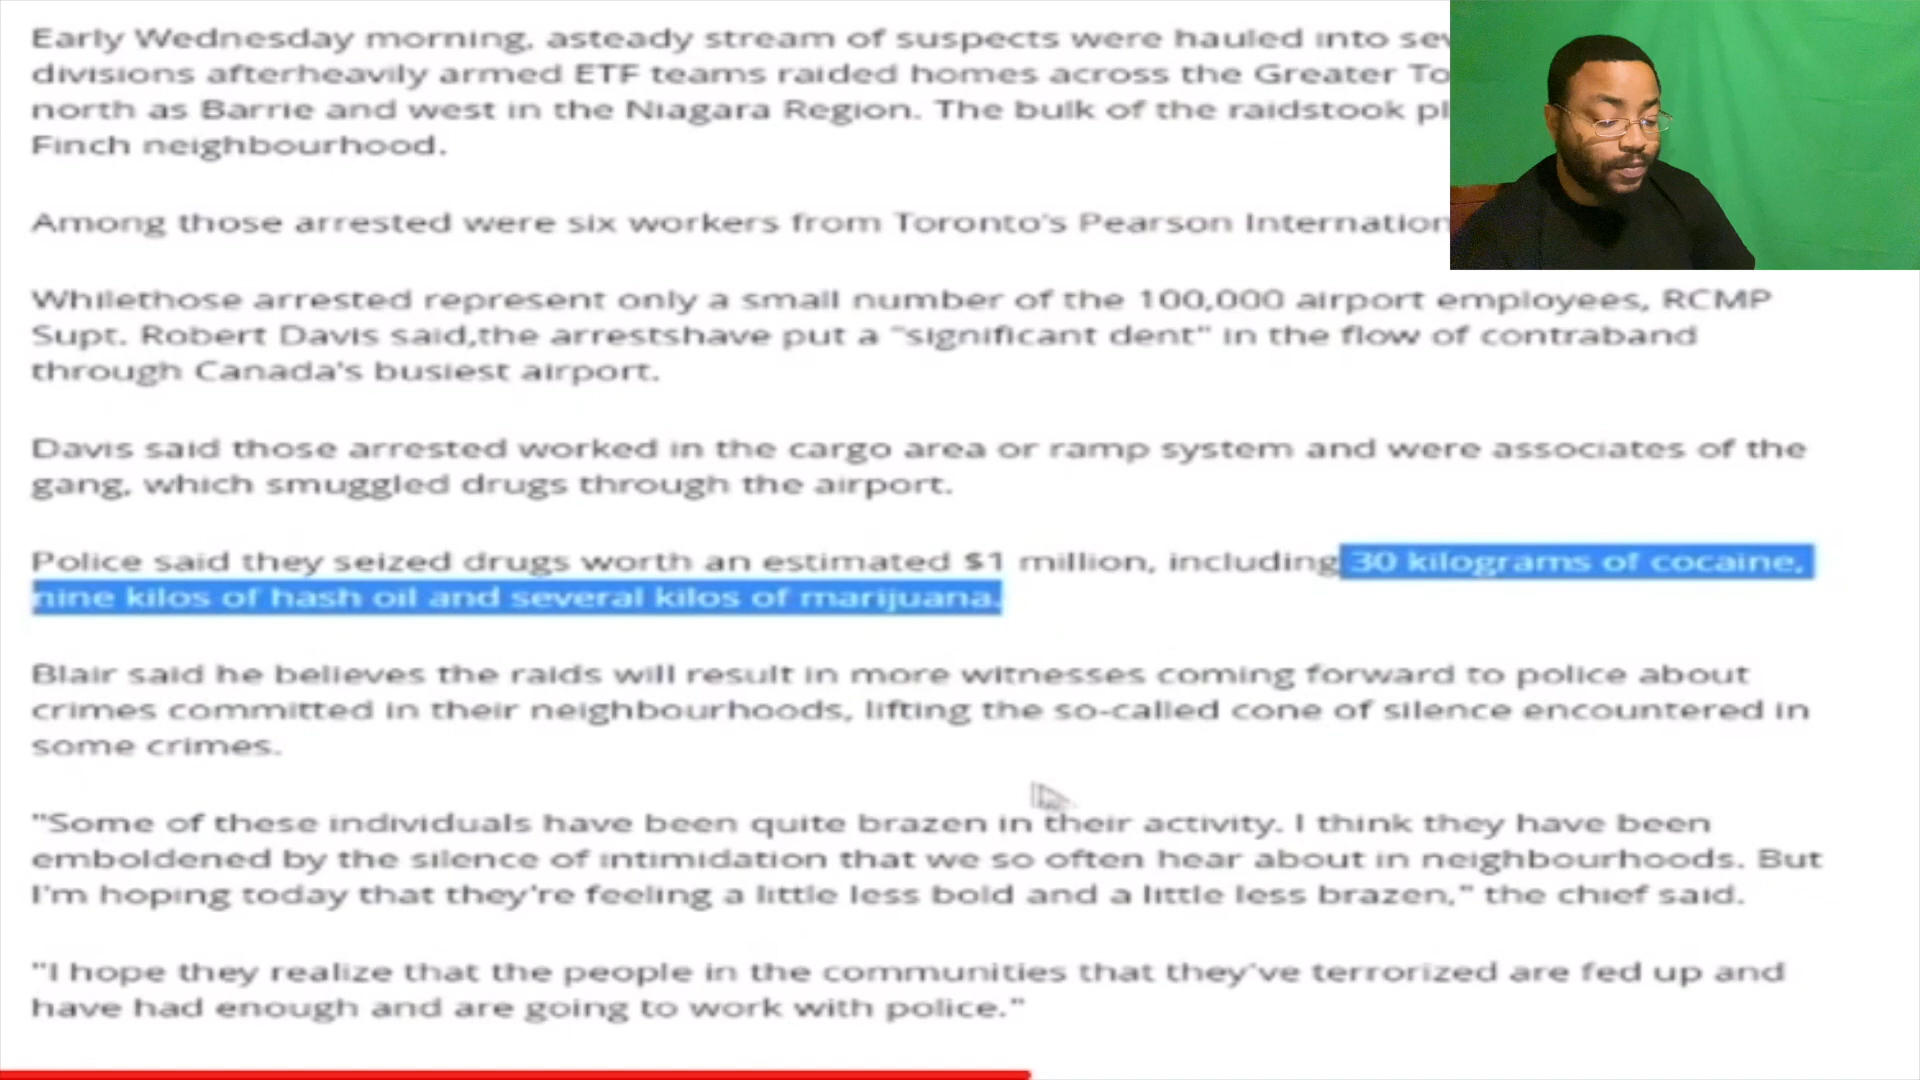 Early Wednesday morning, asteady stream of suspects were hauled into
divisions afterheavily armed ETF teams raided homes across the Greater
north as Barrie and west in the Niagara Region. The bulk of the raidstook
Finch neighbourhood.
Among those arrested were six workers from Toronto's Pearson
Whilethose arrested represent only a small number of the 100,000 airport employees, RCMP
Supt. Robert Davis said,the arrestshave put a "significant dent" in the flow of contraband
through Canada's busiest airport.
Davis said those arrested worked in the cargo area or ramp system and were associates of the
gang, which smuggled drugs through the airport.
Police said they seized drugs worth an estimated $1 million, including 30 kilograms of cocaine,
nine kilos of hash oil and several kilos of marijuana.
Blair said he believes the raids will result in more witnesses coming forward to police about
crimes committed in their neighbourhoods, lifting the so-called cone of silence encountered in
some crimes.
"Some of these individuals have been quite brazen in their activity. I think they have been
emboldened by the silence of intimidation that we so often hear about in neighbourhoods. But
I'm hoping today that they're feeling a little less bold and a little less brazen," the chief said.
"I hope they realize that the people in the communities that they've terrorized are fed up and
have had enough and are going to work with police."